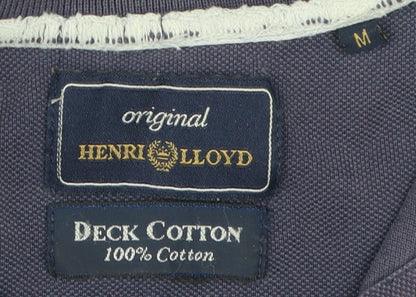 M
original
HENRI LLOYD
DECK COTTON
100% Cotton